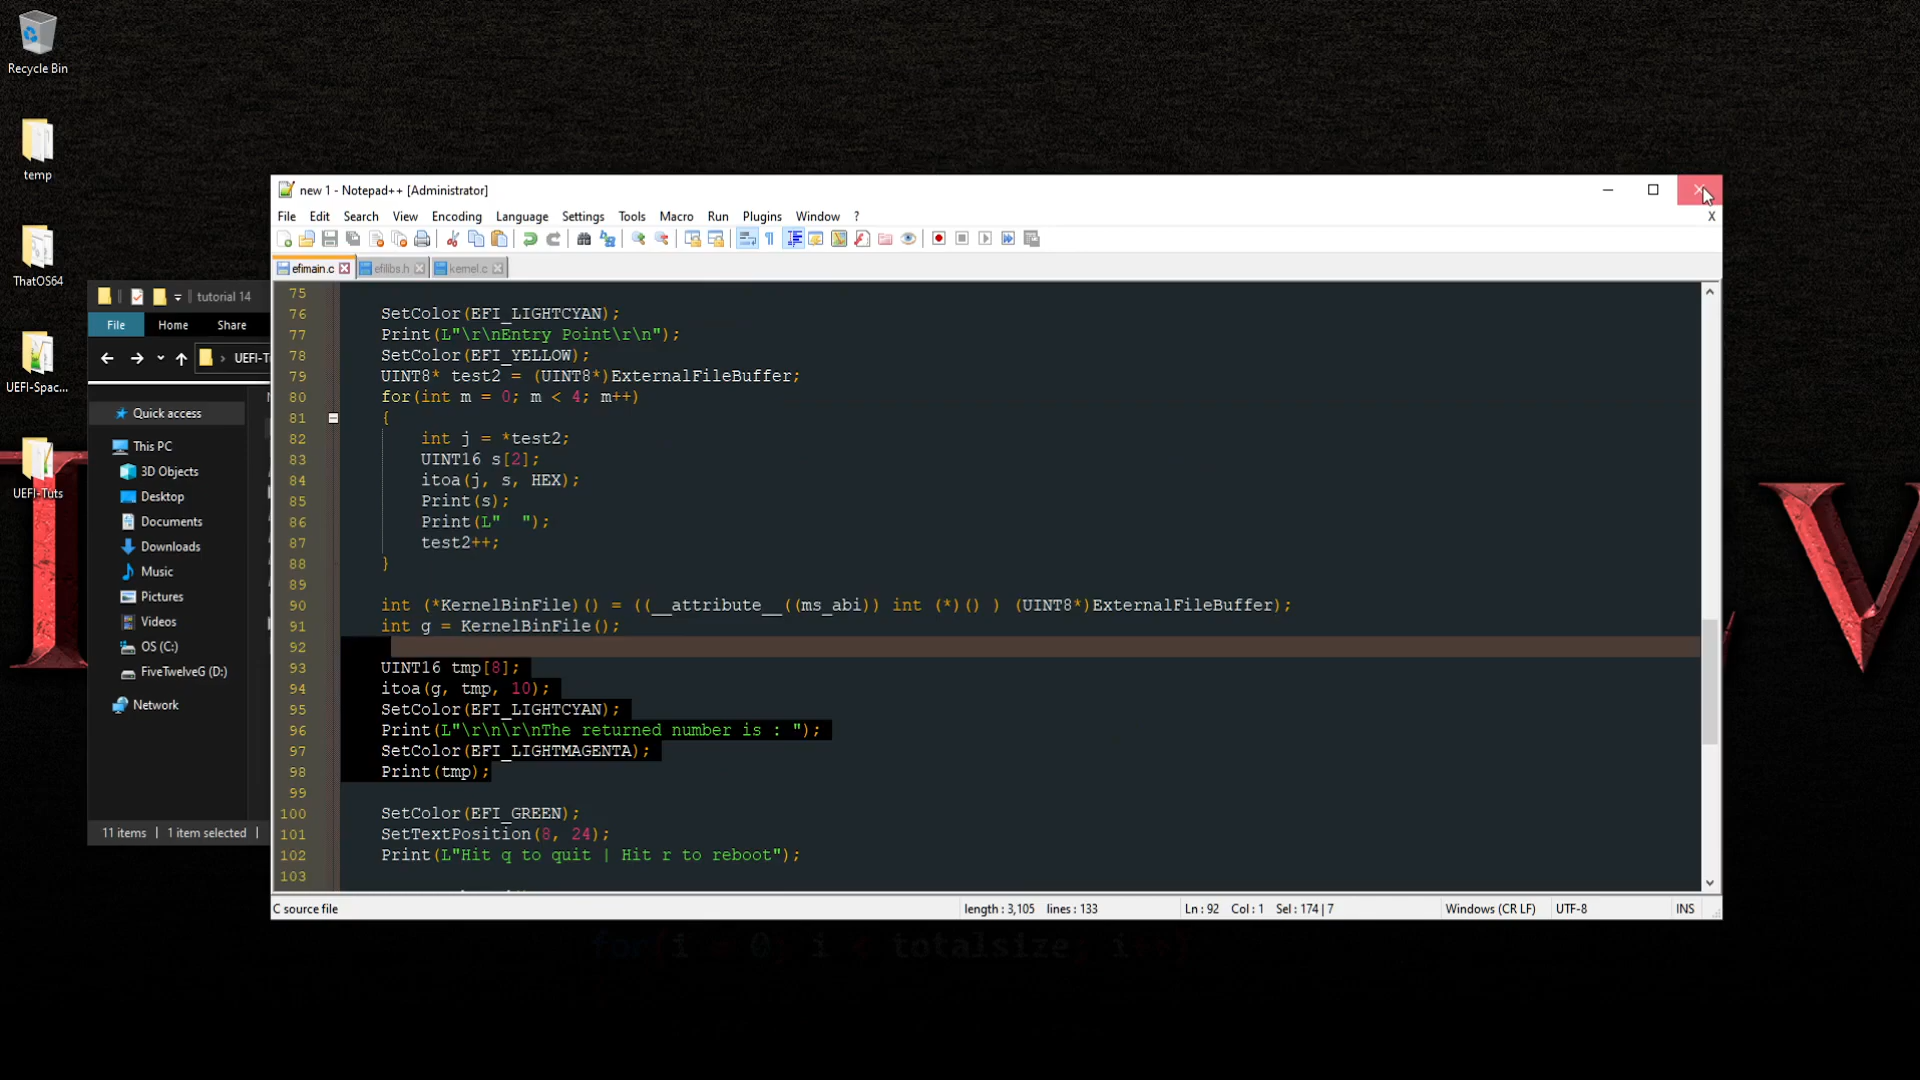 Recycle Bin
temp
ThatOS64
UEFI-Spac...
UEFI-Tuts
tutorial 14
File Home Share
UEFI-T
Quick access
This PC
3D Objects
Desktop
Documents
Downloads
Music
Pictures
Videos
OS (C:)
FiveTwelveG (D:)
Network
11 items 1 item selected
new 1 - Notepad++ [Administrator]
File Edit Search View Encoding Language Settings Tools Macro Run Plugins Window ? X
efimain.c efilibs.h kernel.c
75
76 SetColor(EFI_LIGHTCYAN);
77 Print(L"\r\nEntry Point\r\n");
78 SetColor(EFI_YELLOW);
79 UINT8* test2 = (UINT8*)ExternalFileBuffer;
80 for(int m = 0; m < 4; m++)
81 {
82 int j = *test2;
83 UINT16 s[2];
84 itoa(j, s, HEX);
85 Print(s);
86 Print(L"  ");
87 test2++;
88 }
89
90 int (*KernelBinFile)() = ((__attribute__((ms_abi)) int (*)() ) (UINT8*)ExternalFileBuffer);
91 int g = KernelBinFile();
92
93 UINT16 tmp[8];
94 itoa(g, tmp, 10);
95 SetColor(EFI_LIGHTCYAN);
96 Print(L"\r\n\r\nThe returned number is : ");
97 SetColor(EFI_LIGHTMAGENTA);
98 Print(tmp);
99
100 SetColor(EFI_GREEN);
101 SetTextPosition(8, 24);
102 Print(L"Hit q to quit | Hit r to reboot");
103
C source file length : 3,105 lines : 133 Ln : 92 Col : 1 Sel : 174 | 7 Windows (CR LF) UTF-8 INS
for(i = 0; i < totalsize; i++)
V